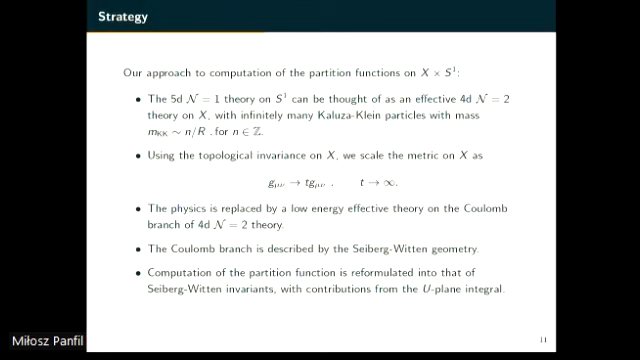 Strategy
Our approach to computation of the partition functions on X × S¹:
• The 5d 𝒩 = 1 theory on S¹ can be thought of as an effective 4d 𝒩 = 2
theory on X, with infinitely many Kaluza-Klein particles with mass
m_KK ∼ n/R , for n ∈ ℤ.
• Using the topological invariance on X, we scale the metric on X as
g_μν → tg_μν , t → ∞.
• The physics is replaced by a low energy effective theory on the Coulomb
branch of 4d 𝒩 = 2 theory.
• The Coulomb branch is described by the Seiberg-Witten geometry.
• Computation of the partition function is reformulated into that of
Seiberg-Witten invariants, with contributions from the U-plane integral.
Miłosz Panfil
11